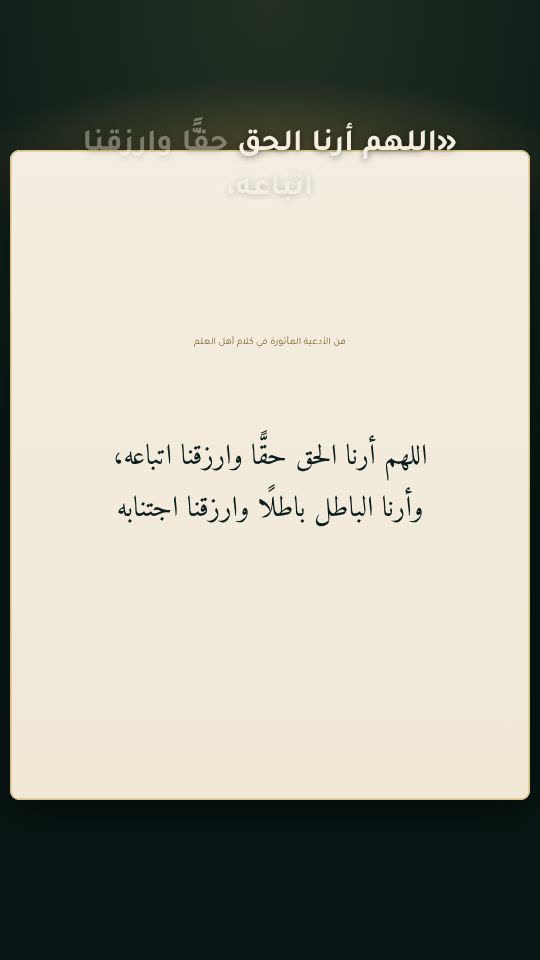 «اللهم أرنا الحق حقًّا وارزقنا
اتباعه،
من الأدعية المأثورة في كلام أهل العلم
اللهم أرنا الحق حقًّا وارزقنا اتباعه،
وأرنا الباطل باطلًا وارزقنا اجتنابه